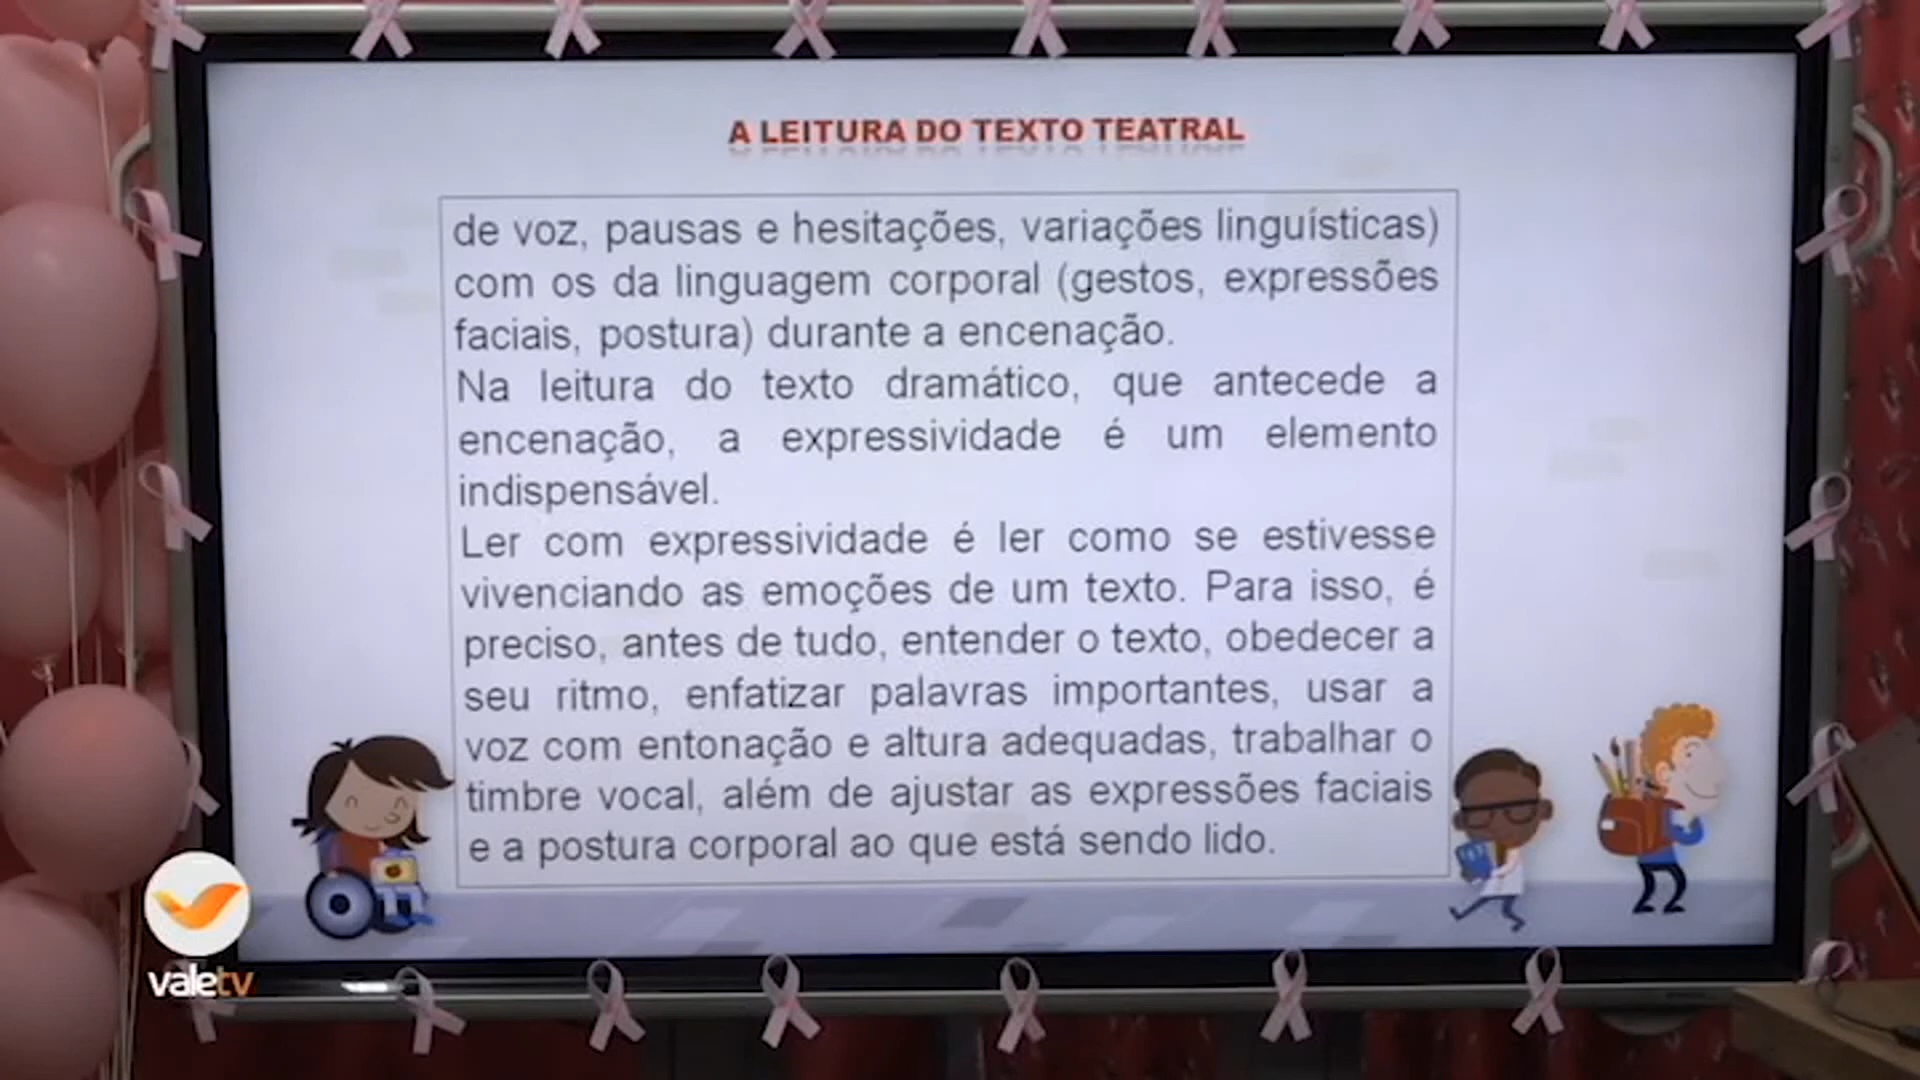 A LEITURA DO TEXTO TEATRAL
de voz, pausas e hesitações, variações linguísticas)
com os da linguagem corporal (gestos, expressões
faciais, postura) durante a encenação.
Na leitura do texto dramático, que antecede a
encenação, a expressividade é um elemento
indispensável.
Ler com expressividade é ler como se estivesse
vivenciando as emoções de um texto. Para isso, é
preciso, antes de tudo, entender o texto, obedecer a
seu ritmo, enfatizar palavras importantes, usar a
voz com entonação e altura adequadas, trabalhar o
timbre vocal, além de ajustar as expressões faciais
e a postura corporal ao que está sendo lido.
valetv